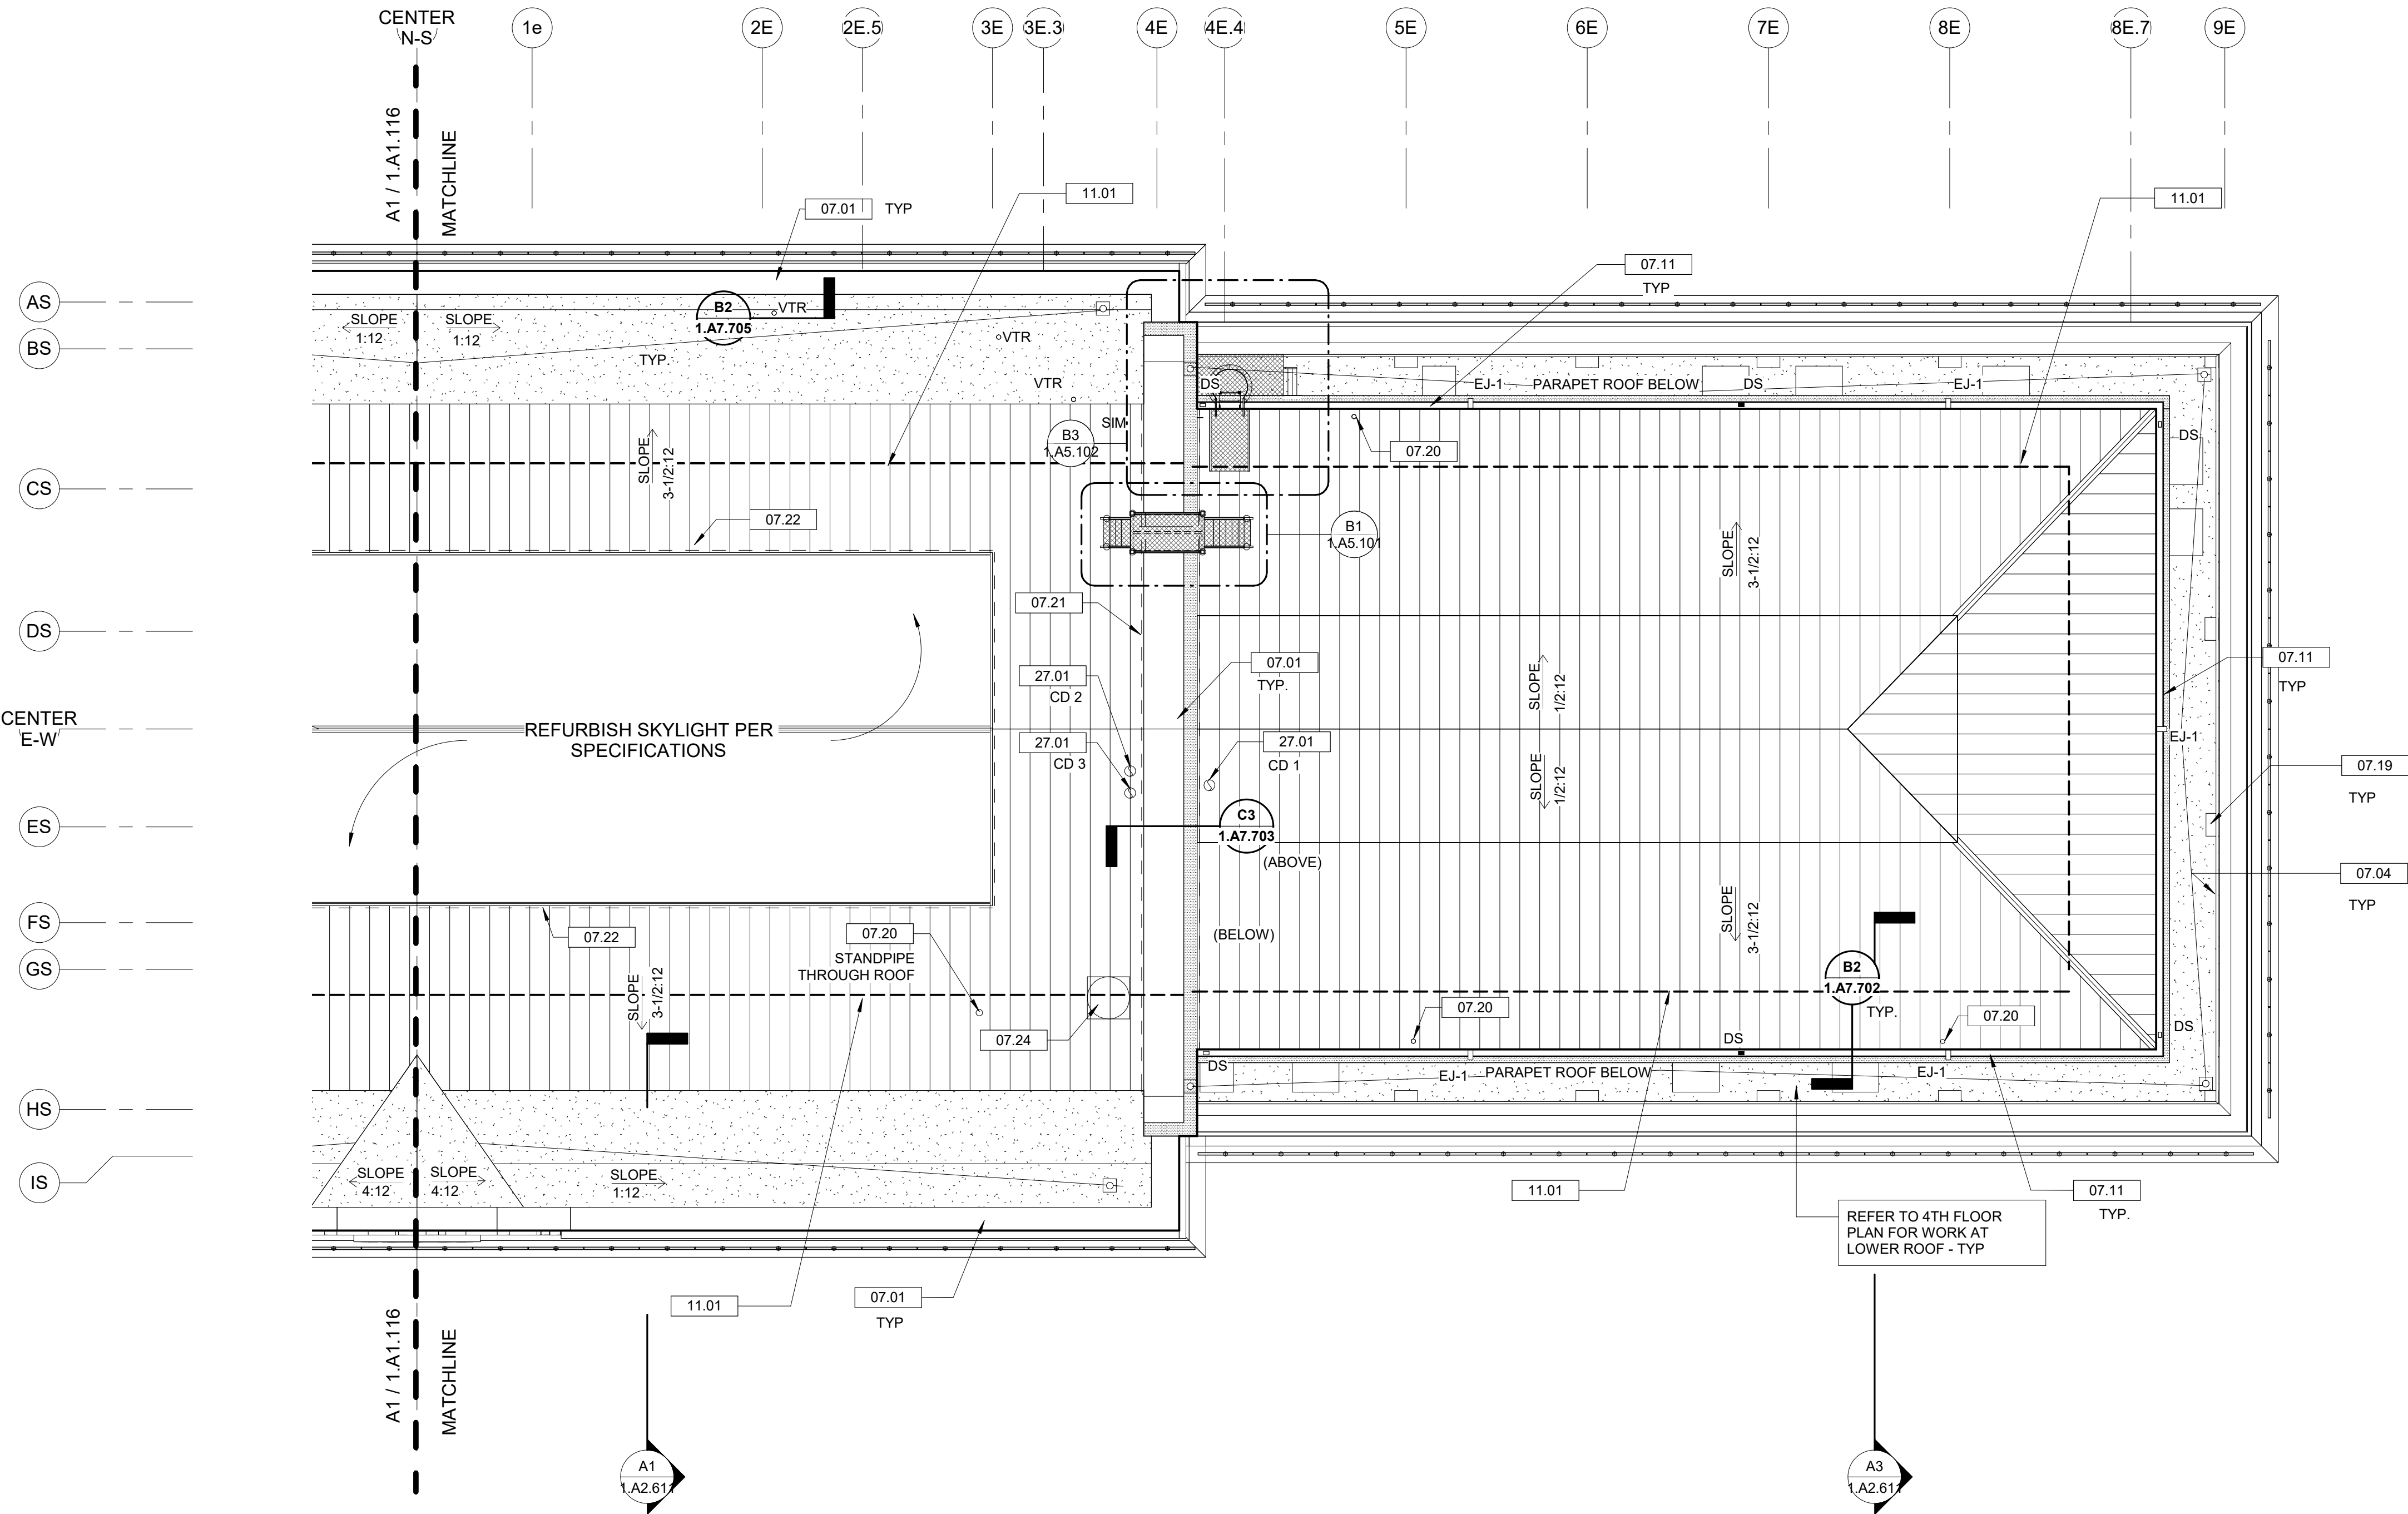 CENTER
N-S
1e
2E
2E.5
3E
3E.3
4E
4E.4
5E
6E
7E
8E
8E.7
9E
A1 / 1.A1.116
MATCHLINE
07.01
TYP
11.01
11.01
07.11
TYP
AS
BS
CS
DS
CENTER
E-W
ES
FS
GS
HS
IS
SLOPE
1:12
SLOPE
1:12
B2
1.A7.705
VTR
TYP.
VTR
VTR
SIM
B3
1.A5.102
DS
EJ-1
PARAPET ROOF BELOW
DS
EJ-1
DS
07.20
SLOPE
3-1/2:12
07.22
B1
1.A5.101
SLOPE
3-1/2:12
07.21
07.01
TYP.
27.01
CD 2
27.01
CD 3
27.01
CD 1
SLOPE
1/2:12
SLOPE
1/2:12
07.11
TYP
EJ-1
07.19
TYP
07.04
TYP
REFURBISH SKYLIGHT PER
SPECIFICATIONS
C3
1.A7.703
(ABOVE)
(BELOW)
07.22
07.20
STANDPIPE
THROUGH ROOF
SLOPE
3-1/2:12
SLOPE
3-1/2:12
B2
1.A7.702
TYP.
07.24
07.20
07.20
DS
DS
DS
EJ-1
PARAPET ROOF BELOW
EJ-1
SLOPE
4:12
SLOPE
4:12
SLOPE
1:12
11.01
07.11
TYP.
REFER TO 4TH FLOOR
PLAN FOR WORK AT
LOWER ROOF - TYP
11.01
07.01
TYP
A1 / 1.A1.116
MATCHLINE
A1
1.A2.611
A3
1.A2.611